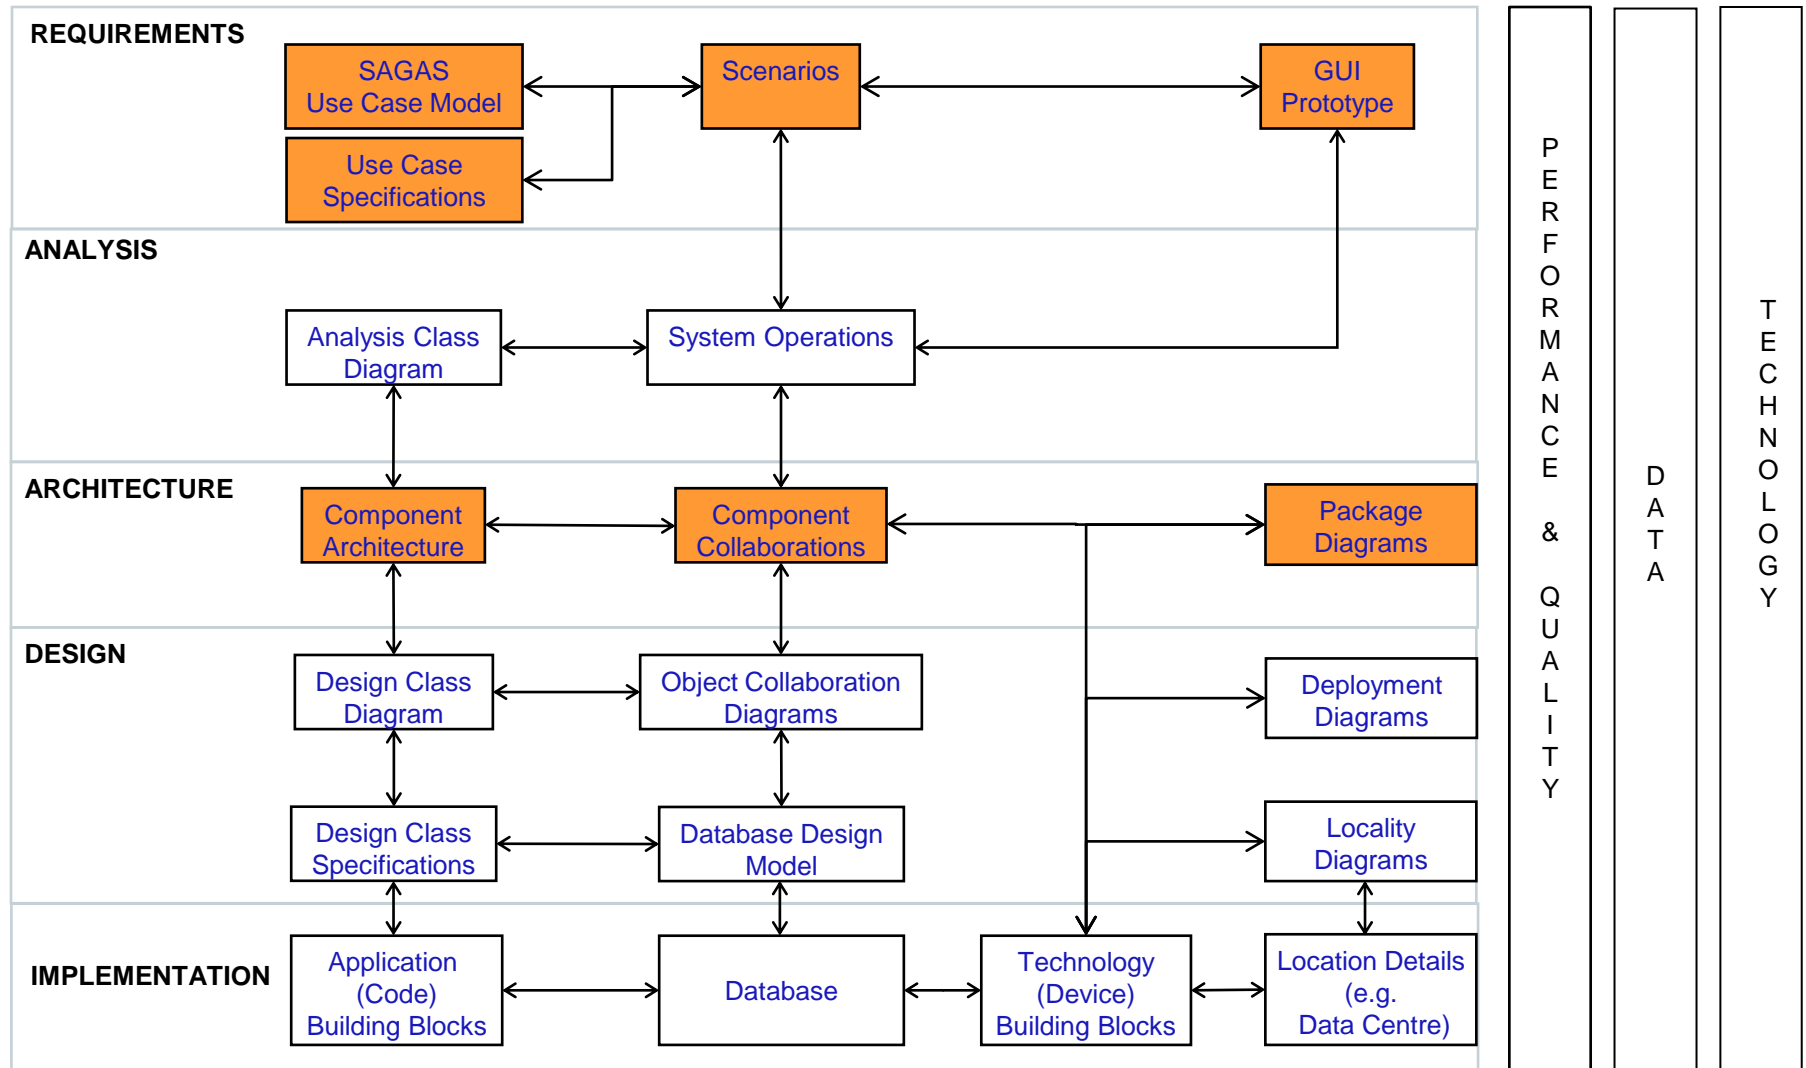 REQUIREMENTS
SAGAS
Use Case Model
Scenarios
GUI
Prototype
Use Case
Specifications
ANALYSIS
Analysis Class
Diagram
System Operations
ARCHITECTURE
Component
Architecture
Component
Collaborations
Package
Diagrams
DESIGN
Design Class
Diagram
Object Collaboration
Diagrams
Deployment
Diagrams
Design Class
Specifications
Database Design
Model
Locality
Diagrams
IMPLEMENTATION
Application
(Code)
Building Blocks
Database
Technology
(Device)
Building Blocks
Location Details
(e.g.
Data Centre)
PERFORMANCE & QUALITY
DATA
TECHNOLOGY